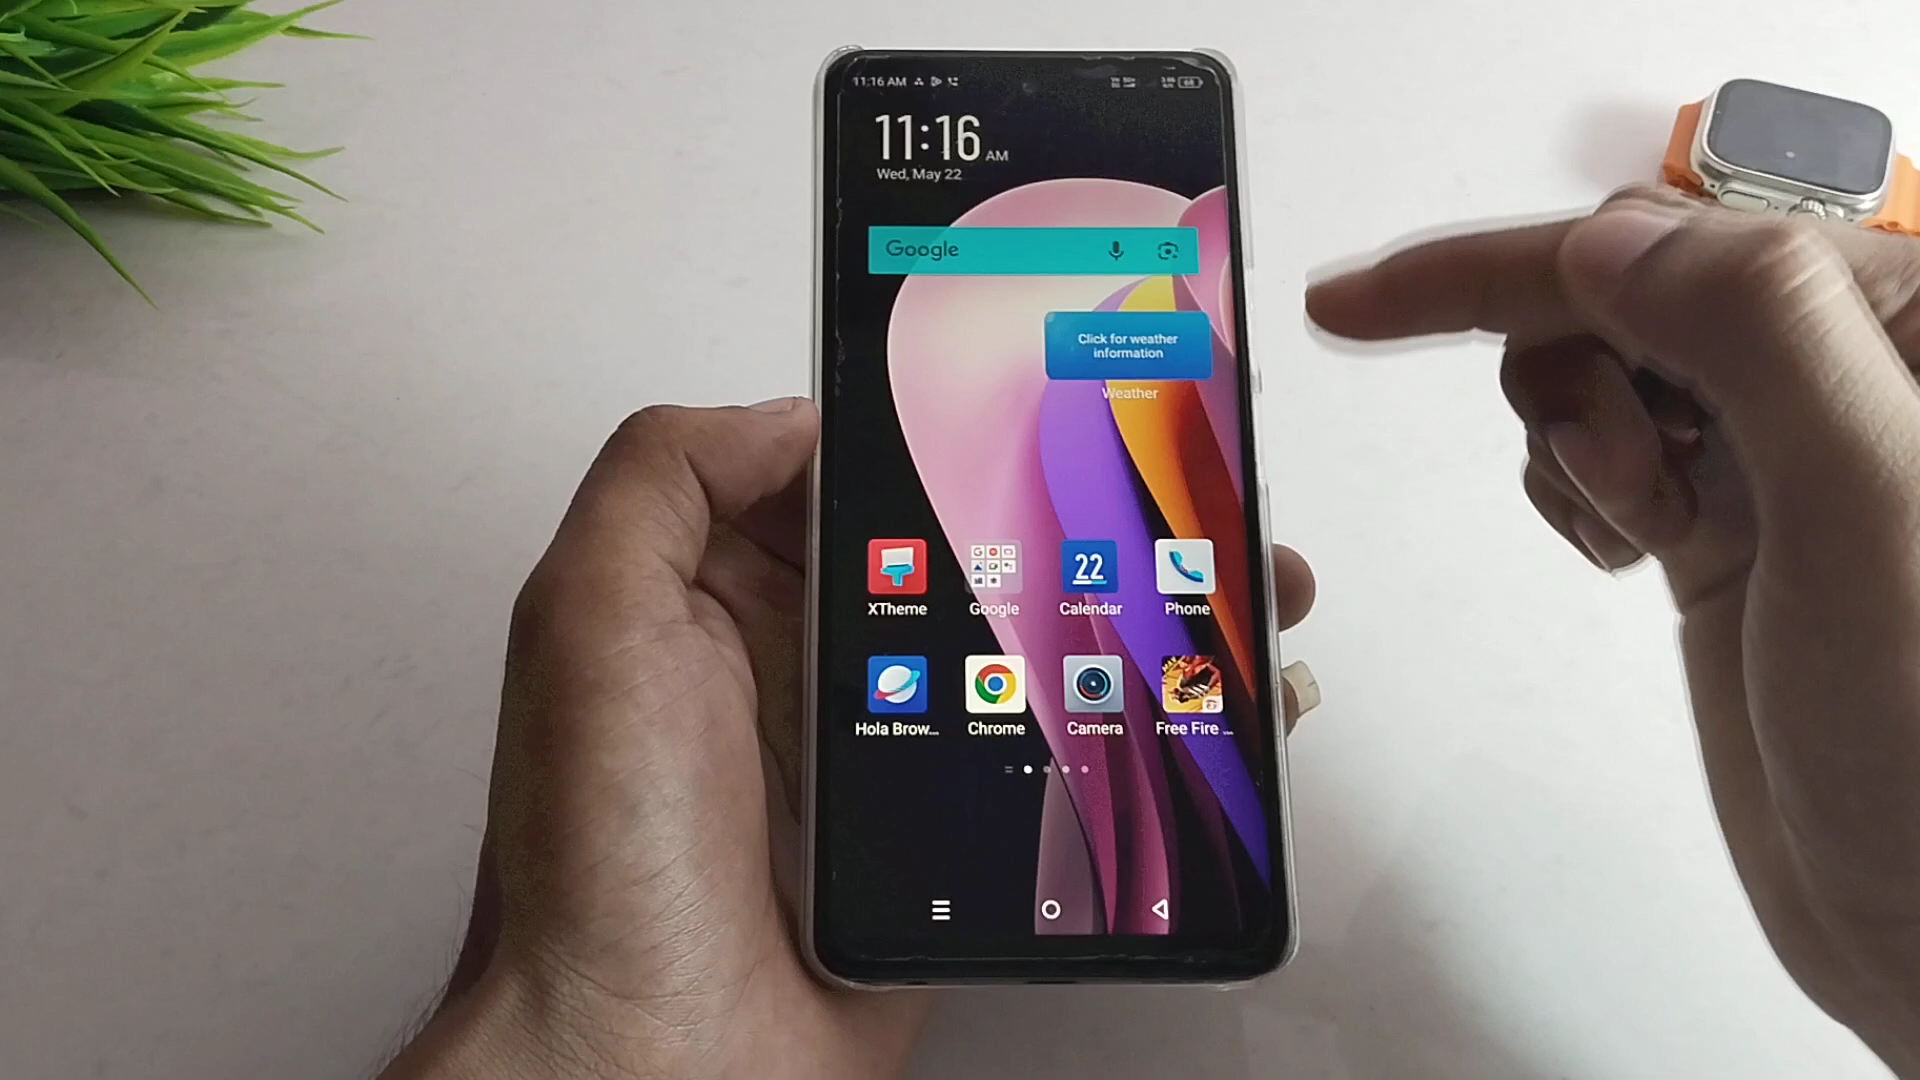 11:16 AM
11:16 AM
Wed, May 22
Google
Click for weather
information
Weather
22
XTheme
Google
Calendar
Phone
Hola Brow...
Chrome
Camera
Free Fire ...